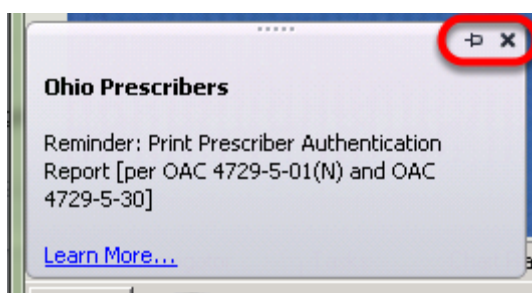 Ohio Prescribers
Reminder: Print Prescriber Authentication
Report [per OAC 4729-5-01(N) and OAC
4729-5-30]
Learn More...